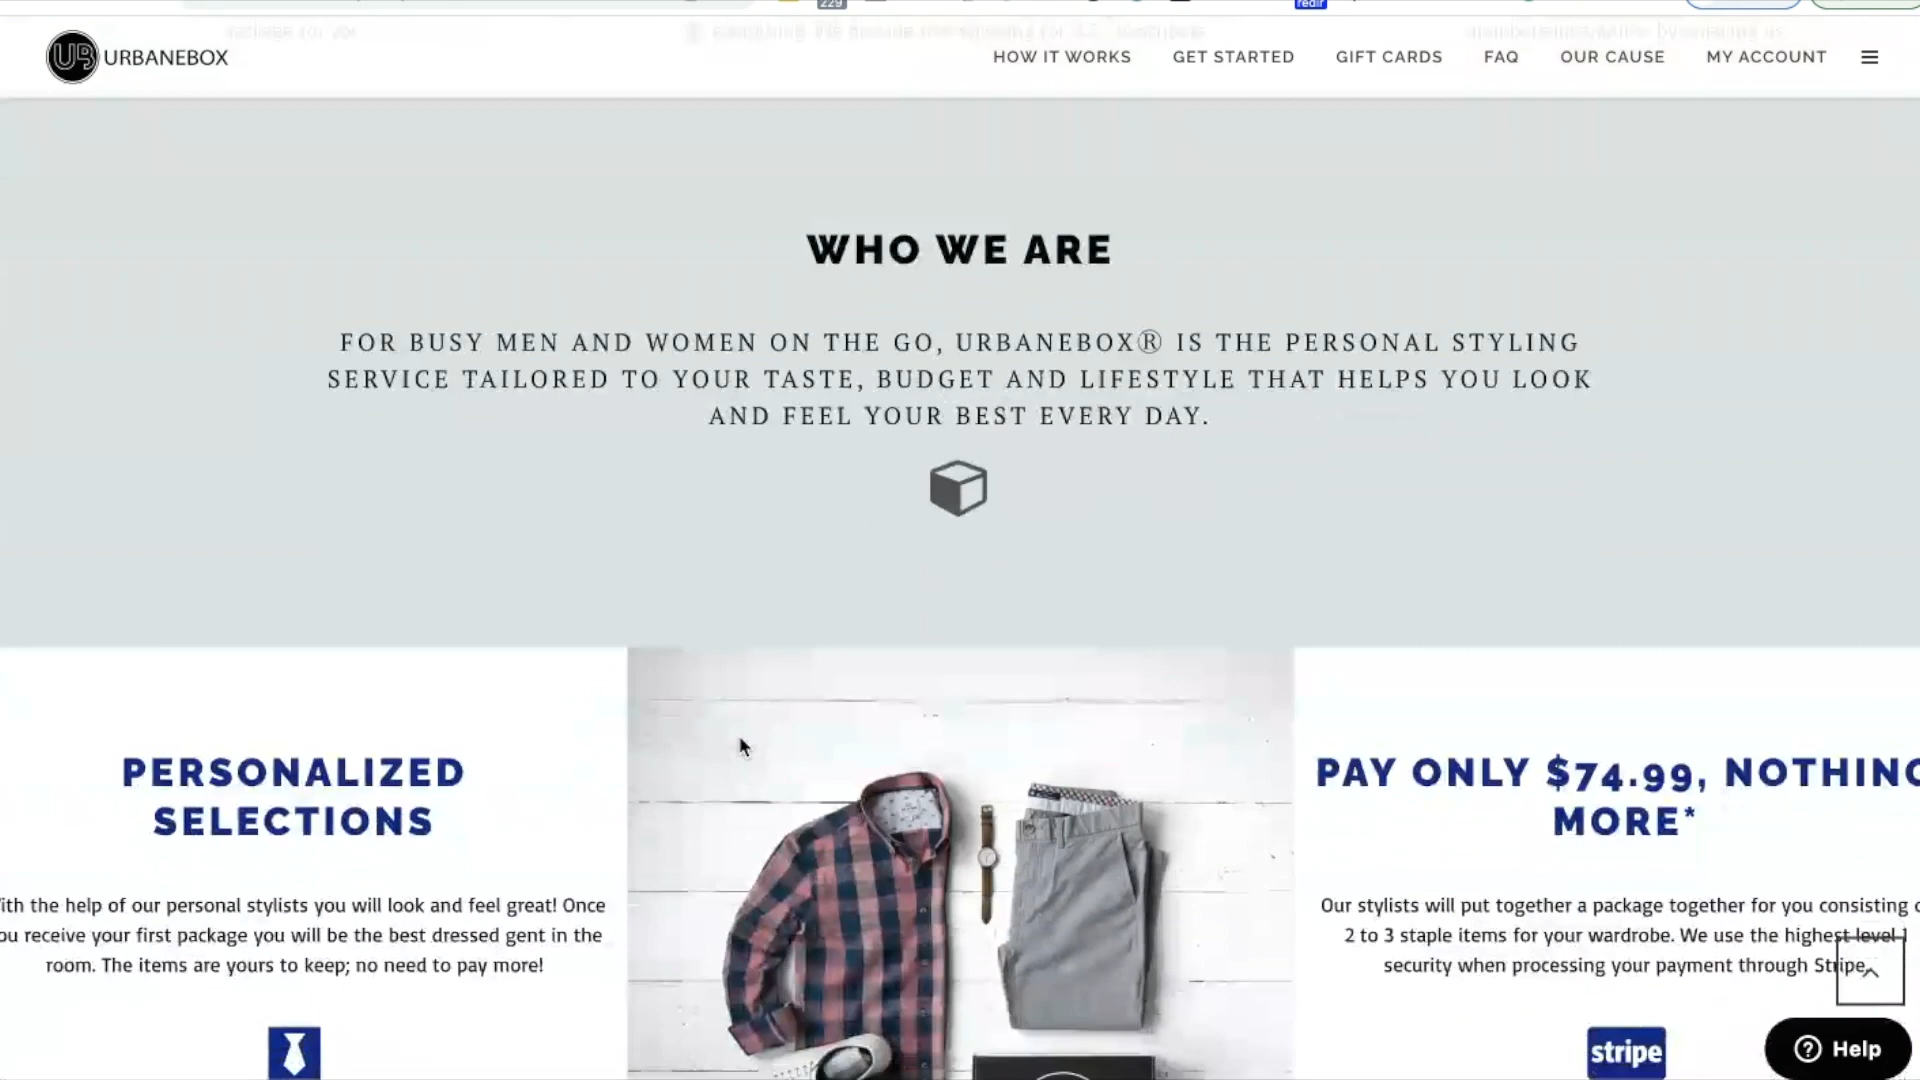 229
redir
UB URBANEBOX
HOW IT WORKS GET STARTED GIFT CARDS FAQ OUR CAUSE MY ACCOUNT
WHO WE ARE
FOR BUSY MEN AND WOMEN ON THE GO, URBANEBOX® IS THE PERSONAL STYLING
SERVICE TAILORED TO YOUR TASTE, BUDGET AND LIFESTYLE THAT HELPS YOU LOOK
AND FEEL YOUR BEST EVERY DAY.
PERSONALIZED
SELECTIONS
ith the help of our personal stylists you will look and feel great! Once
ou receive your first package you will be the best dressed gent in the
room. The items are yours to keep; no need to pay more!
PAY ONLY $74.99, NOTHING
MORE*
Our stylists will put together a package together for you consisting
2 to 3 staple items for your wardrobe. We use the highest level 1
security when processing your payment through Stripe.
stripe
Help